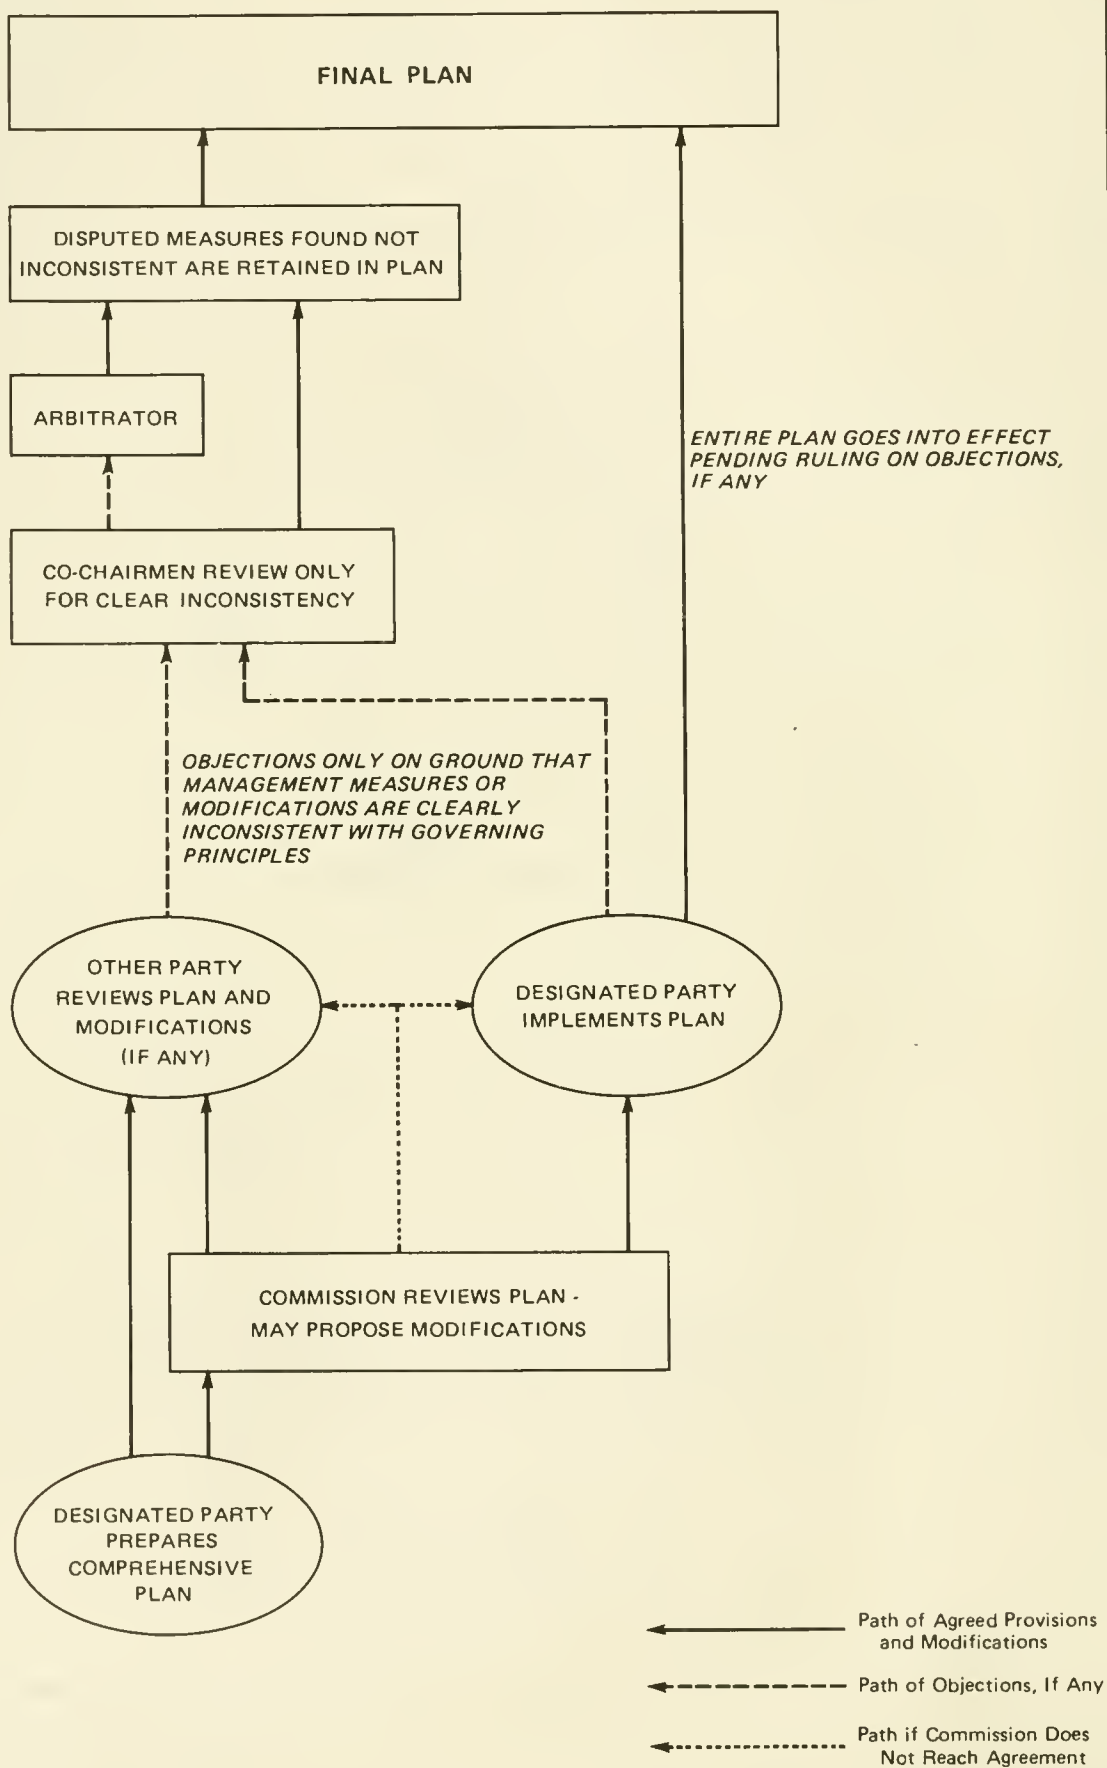 FINAL PLAN
DISPUTED MEASURES FOUND NOT
INCONSISTENT ARE RETAINED IN PLAN
ARBITRATOR
ENTIRE PLAN GOES INTO EFFECT
PENDING RULING ON OBJECTIONS,
IF ANY
CO-CHAIRMEN REVIEW ONLY
FOR CLEAR INCONSISTENCY
OBJECTIONS ONLY ON GROUND THAT
MANAGEMENT MEASURES OR
MODIFICATIONS ARE CLEARLY
INCONSISTENT WITH GOVERNING
PRINCIPLES
OTHER PARTY
REVIEWS PLAN AND
MODIFICATIONS
(IF ANY)
DESIGNATED PARTY
IMPLEMENTS PLAN
COMMISSION REVIEWS PLAN -
MAY PROPOSE MODIFICATIONS
DESIGNATED PARTY
PREPARES
COMPREHENSIVE
PLAN
Path of Agreed Provisions
and Modifications
Path of Objections, If Any
Path if Commission Does
Not Reach Agreement